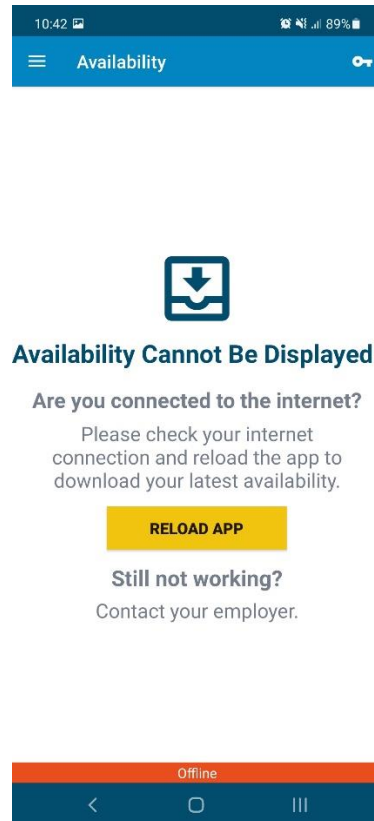 10:42 89%
Availability
Availability Cannot Be Displayed
Are you connected to the internet?
Please check your internet
connection and reload the app to
download your latest availability.
RELOAD APP
Still not working?
Contact your employer.
Offline